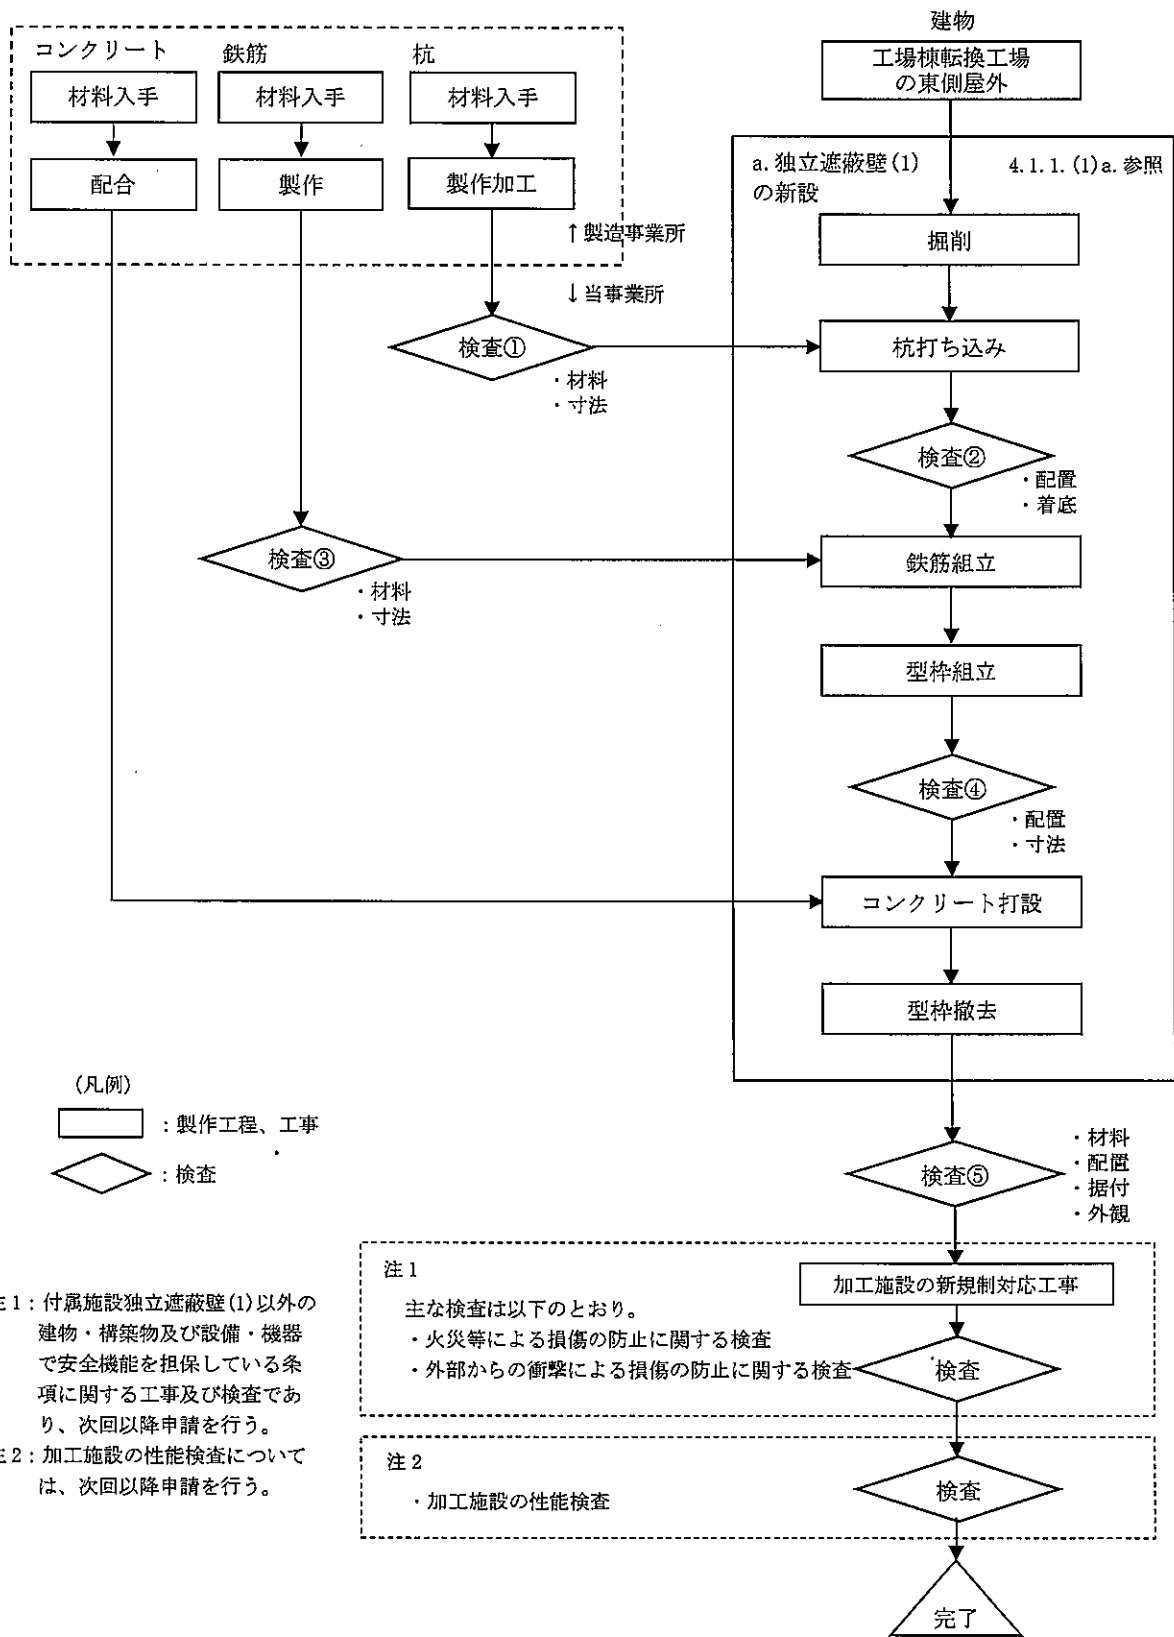 建物
工場棟転換工場
の東側屋外
コンクリート
鉄筋
杭
材料入手
材料入手
材料入手
配合
製作
製作加工
↑製造事業所
↓当事業所
a.独立遮蔽壁(1)
の新設
4.1.1.(1)a.参照
掘削
検査①
・材料
・寸法
杭打ち込み
検査②
・配置
・着底
検査③
・材料
・寸法
鉄筋組立
型枠組立
検査④
・配置
・寸法
コンクリート打設
型枠撤去
(凡例)
:製作工程、工事
:検査
検査⑤
・材料
・配置
・据付
・外観
注1
主な検査は以下のとおり。
・火災等による損傷の防止に関する検査
・外部からの衝撃による損傷の防止に関する検査
加工施設の新規制対応工事
検査
注2
・加工施設の性能検査
検査
完了
注1:付属施設独立遮蔽壁(1)以外の
建物・構築物及び設備・機器
で安全機能を担保している条
項に関する工事及び検査であ
り、次回以降申請を行う。
注2:加工施設の性能検査について
は、次回以降申請を行う。